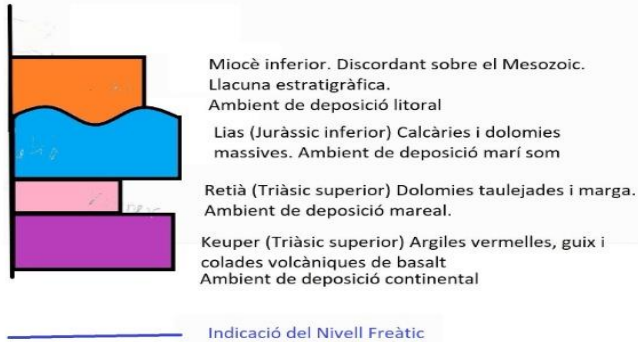 Miocè inferior. Discordant sobre el Mesozoic.
Llacuna estratigràfica.
Ambient de deposició litoral
Lias (Juràssic inferior) Calcàries i dolomies
massives. Ambient de deposició marí som
Retià (Triàsic superior) Dolomies taulejades i marga.
Ambient de deposició mareal.
Keuper (Triàsic superior) Argiles vermelles, guix i
colades volcàniques de basalt
Ambient de deposició continental
Indicació del Nivell Freàtic